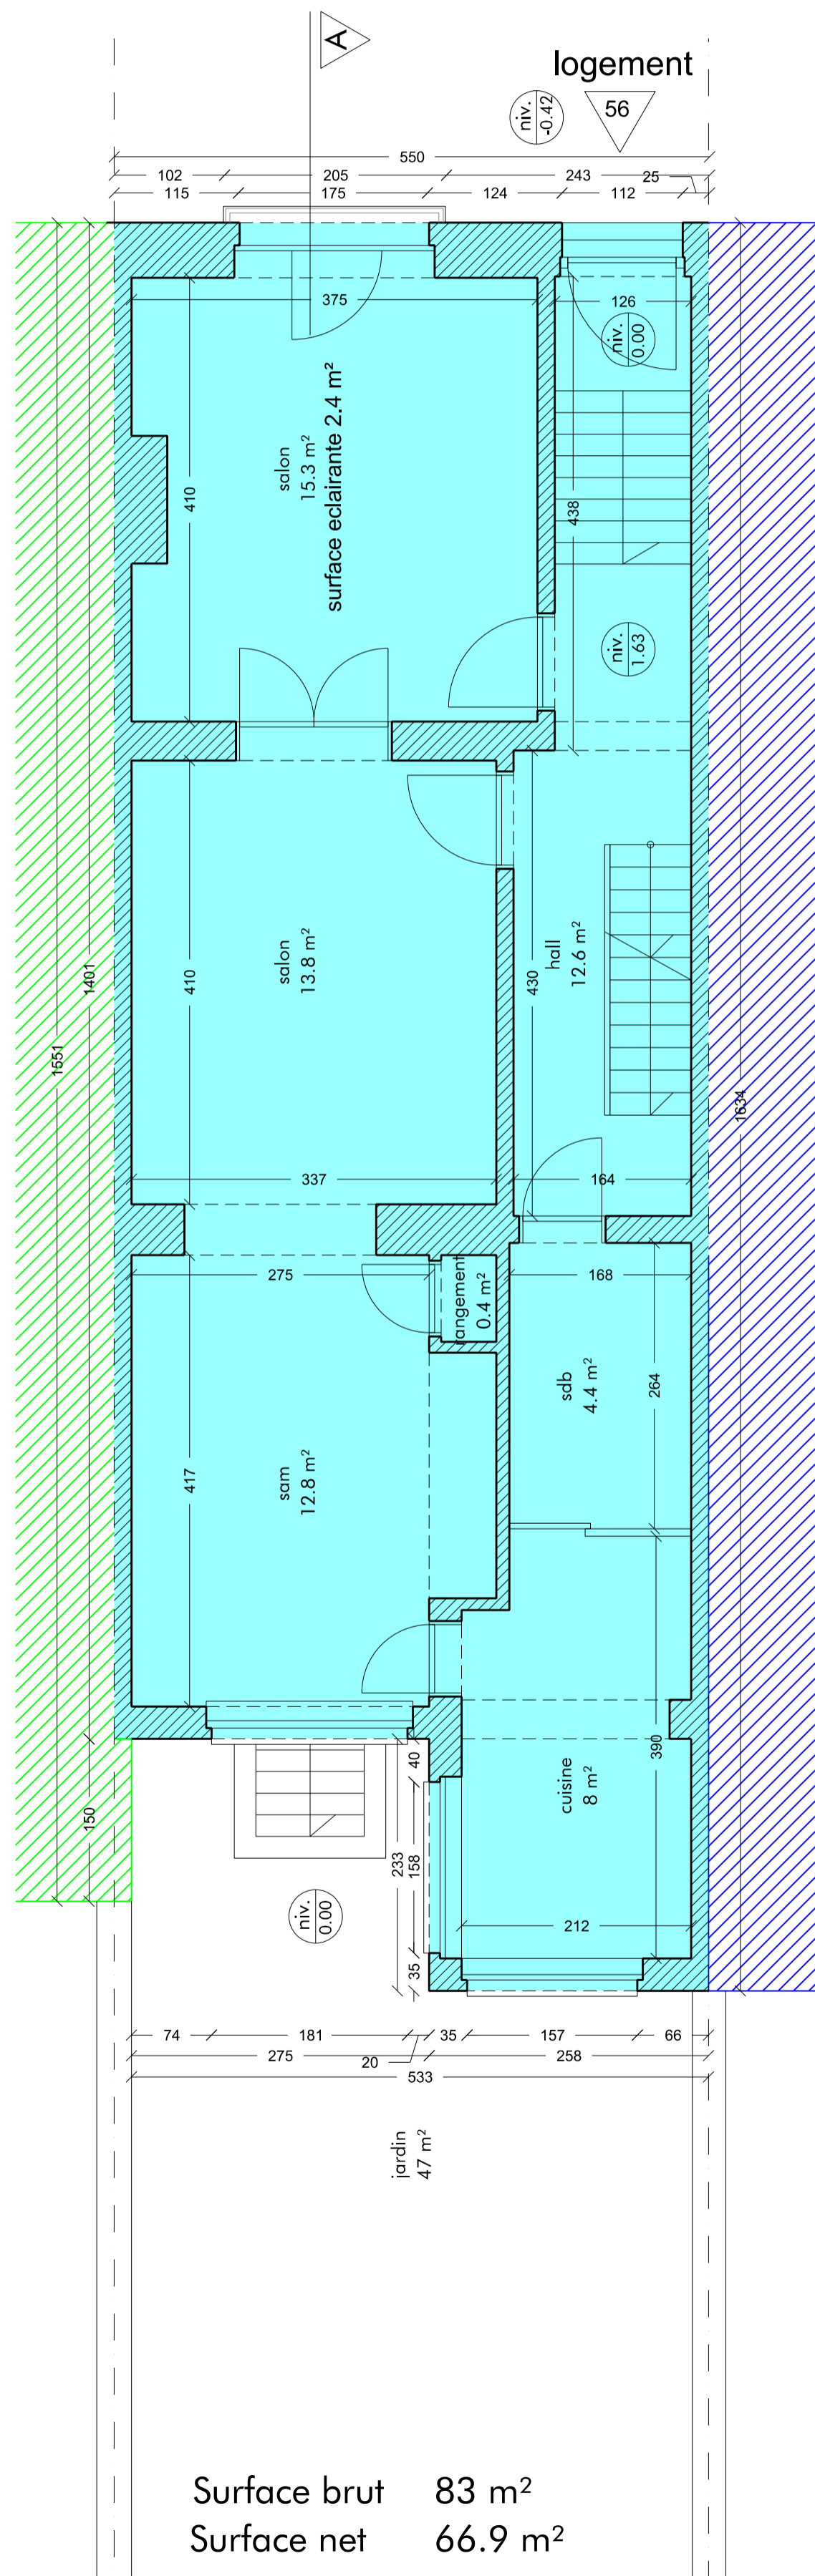 A
logement
56
niv.
-0.42
550
102 205 243 25
115 175 124 112
375 126
niv.
0.00
salon
15.3 m²
surface eclairante 2.4 m²
410
438
niv.
1.63
salon
13.8 m²
hall
12.6 m²
410
430
1401
1551
1634
337 164
275 168
rangement
0.4 m²
sdb
4.4 m²
264
sam
12.8 m²
417
cuisine
8 m²
390
40
150
233
158
212
35
niv.
0.00
74 181 35 157 66
275 20 258
533
jardin
47 m²
Surface brut 83 m²
Surface net 66.9 m²